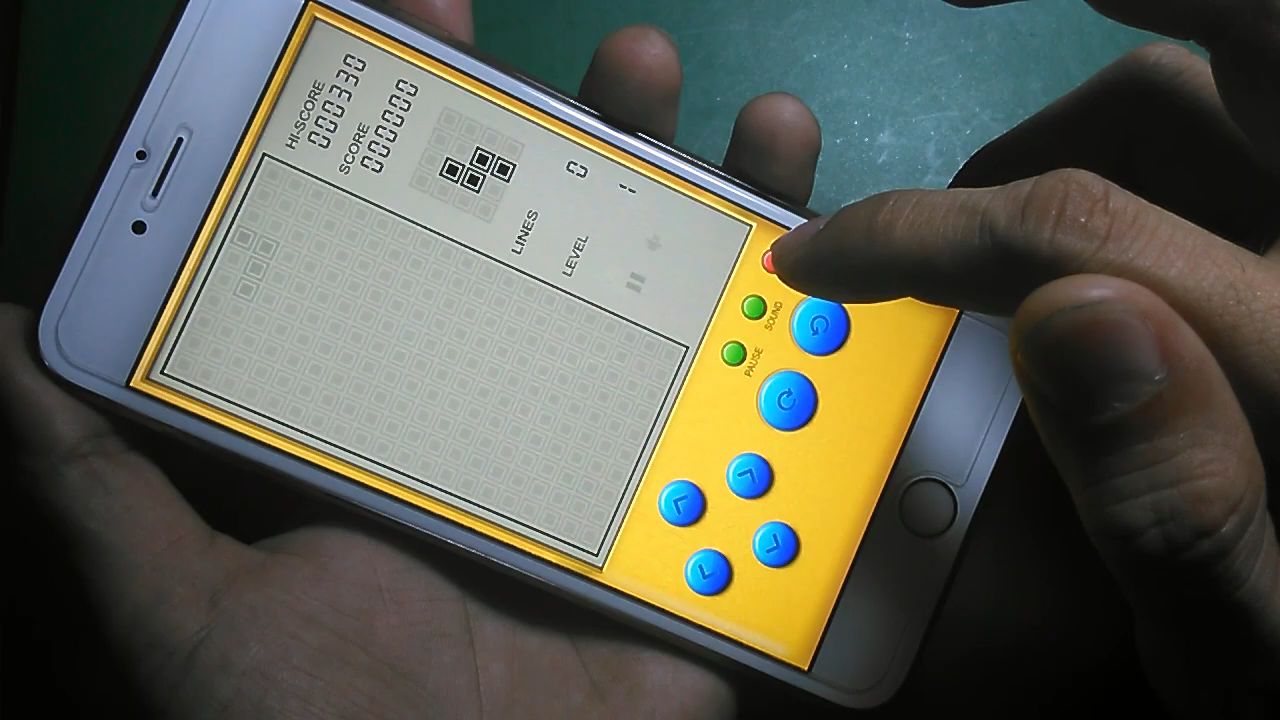 HI-SCORE
000330
SCORE
000000
LINES
0
LEVEL
1
SOUND
PAUSE